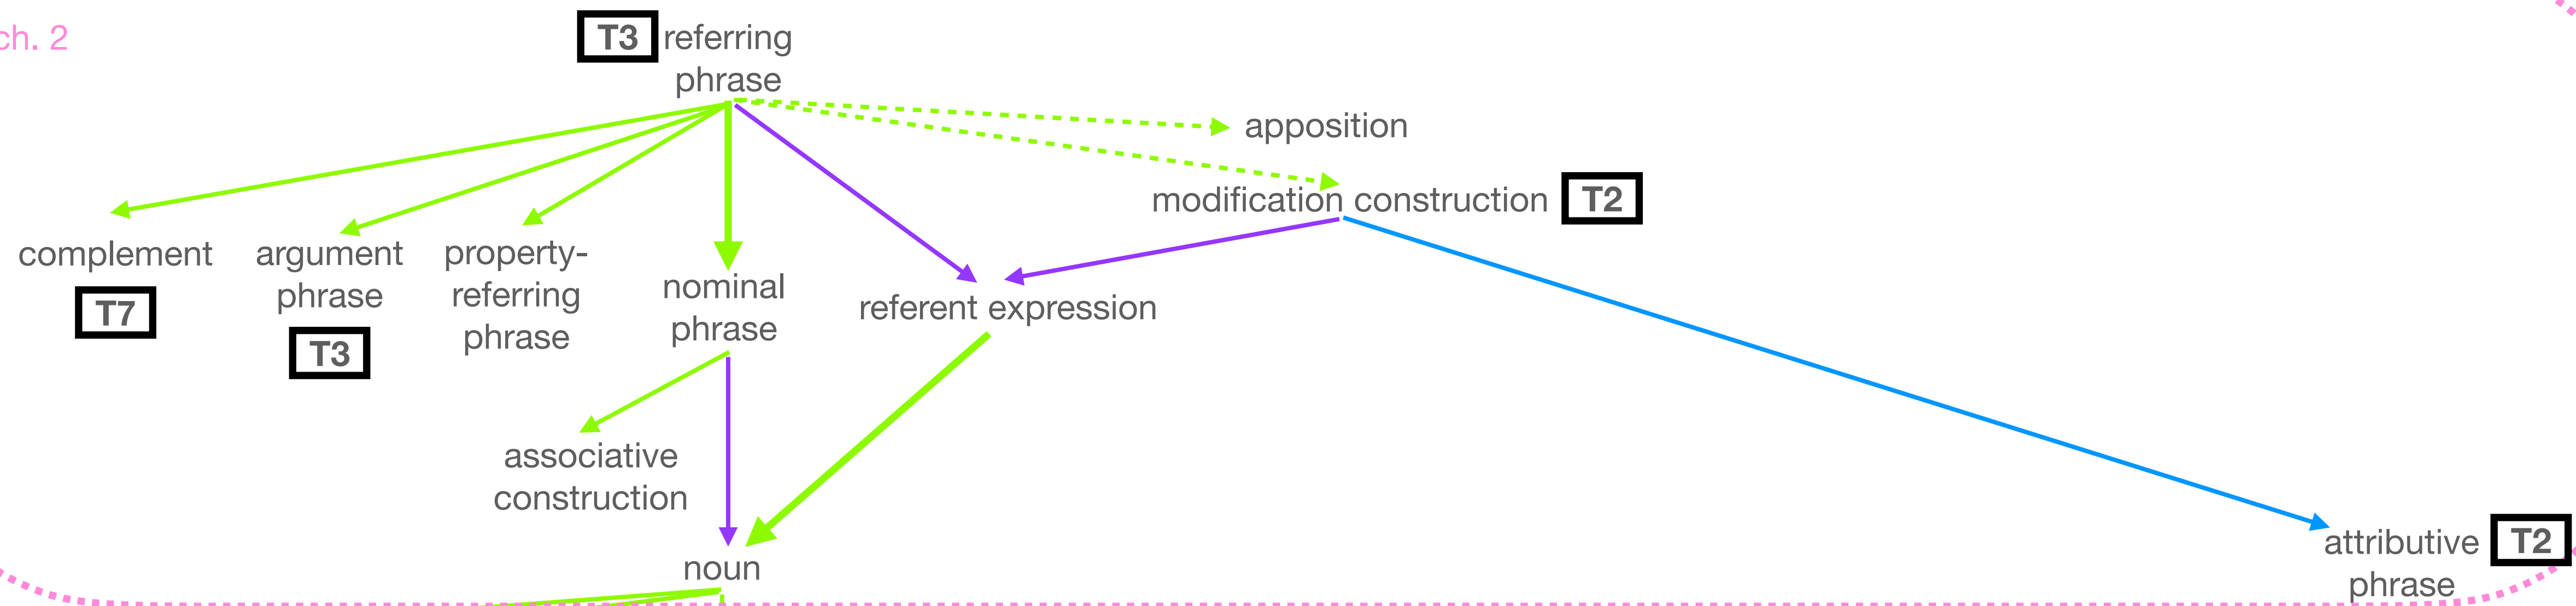 ch. 2
T3 referring
phrase
apposition
modification construction T2
complement
T7
argument
phrase
T3
property-
referring
phrase
nominal
phrase
referent expression
associative
construction
noun
attributive T2
phrase